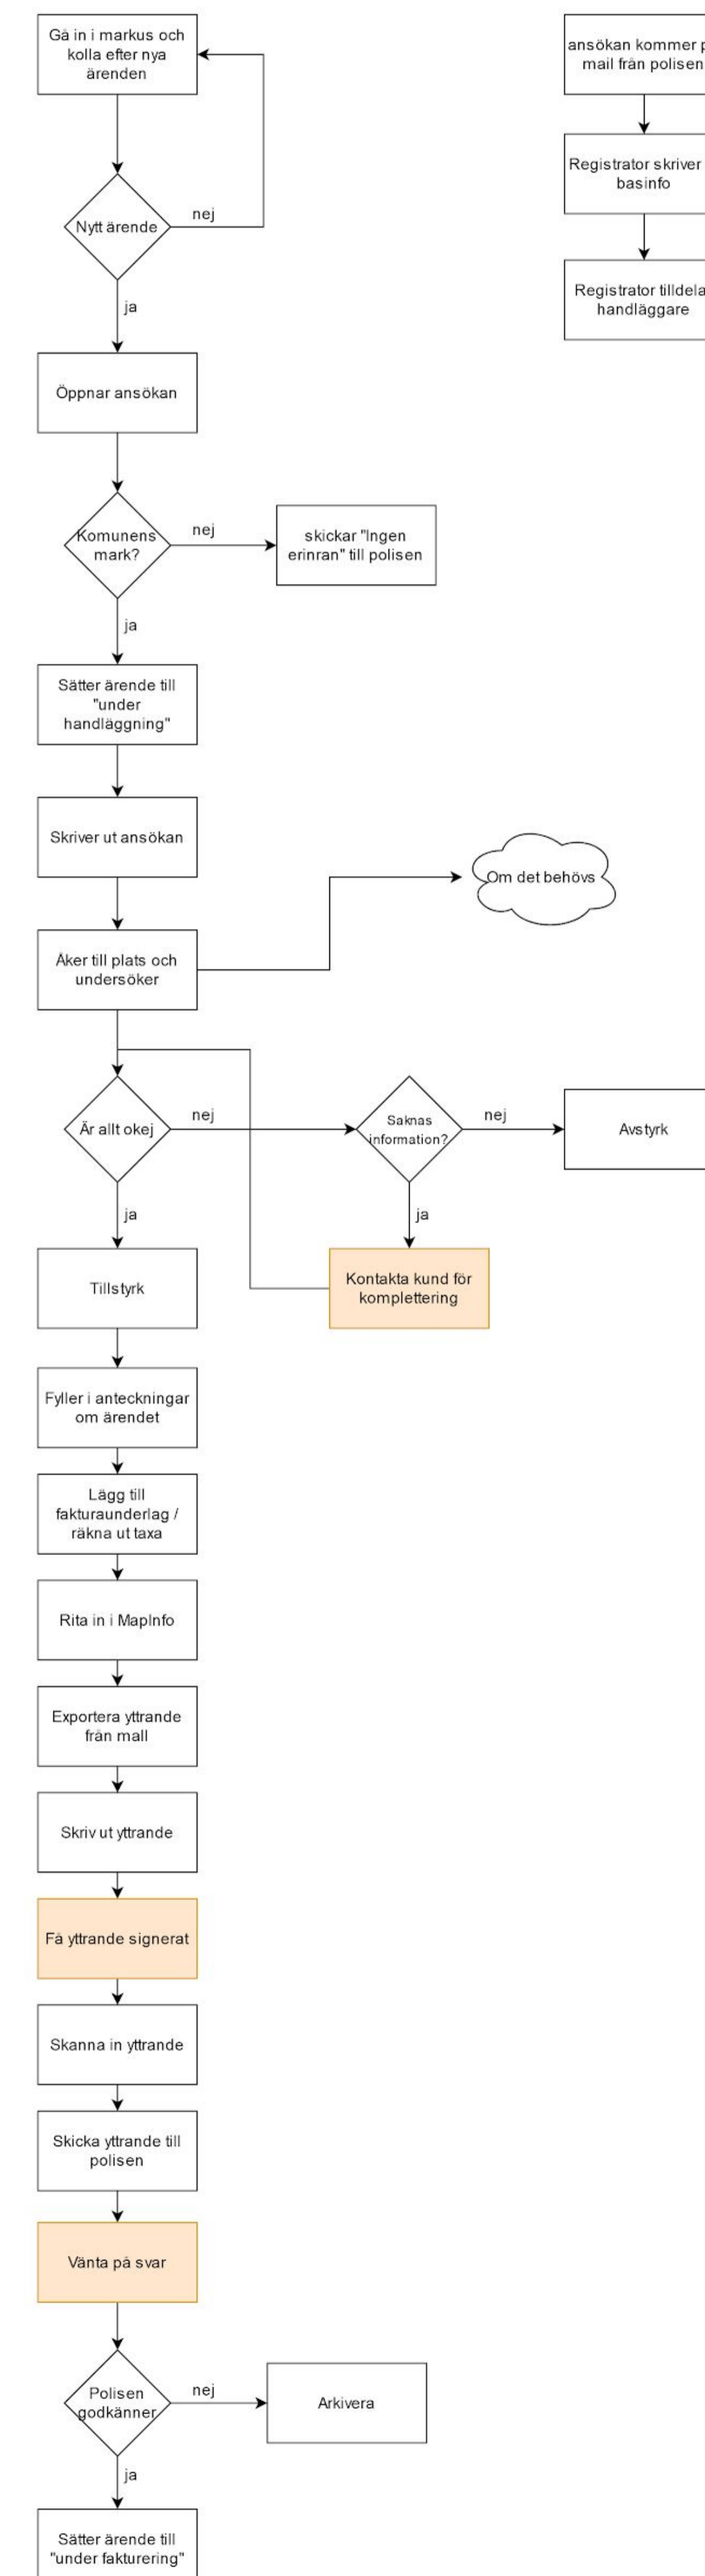 Gå in i markus och
kolla efter nya
ärenden
ansökan kommer
mail från polisen
Registrator skriver
basinfo
Nytt ärende
nej
ja
Registrator
handläggare
Öppnar ansökan
Komunens
mark?
nej
skickar "Ingen
erinran" till polisen
ja
Sätter ärende till
"under
handläggning"
Skriver ut ansökan
Om det behövs
Åker till plats och
undersöker
Är allt okej
nej
Saknas
information?
nej
Avstyrk
ja
ja
Tillstyrk
Kontakta kund för
komplettering
Fyller i anteckningar
om ärendet
Lägg till
fakturaunderlag /
räkna ut taxa
Rita in i MapInfo
Exportera yttrande
från mall
Skriv ut yttrande
Få yttrande signerat
Skanna in yttrande
Skicka yttrande till
polisen
Vänta på svar
Polisen
godkänner
nej
Arkivera
ja
Sätter ärende till
"under fakturering"